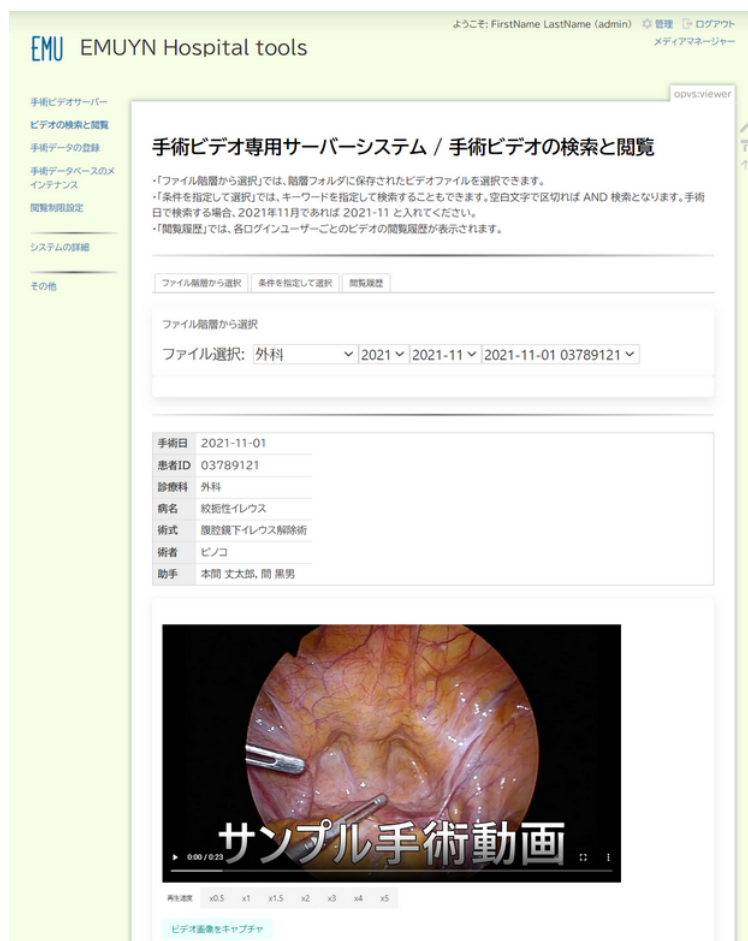 ようこそ: FirstName LastName (admin) 管理 ログアウト
メディアマネージャー
EMU EMUYN Hospital tools
opvs:viewer
手術ビデオサーバー
ビデオの検索と閲覧
手術データの登録
手術データベースのメ
インテナンス
閲覧制限設定
システムの詳細
その他
手術ビデオ専用サーバーシステム / 手術ビデオの検索と閲覧
・「ファイル階層から選択」では、階層フォルダに保存されたビデオファイルを選択できます。
・「条件を指定して選択」では、キーワードを指定して検索することもできます。空白文字で区切れば AND 検索となります。手術
日で検索する場合、2021年11月であれば 2021-11 と入れてください。
・「閲覧履歴」では、各ログインユーザーごとのビデオの閲覧履歴が表示されます。
ファイル階層から選択 条件を指定して選択 閲覧履歴
ファイル階層から選択
ファイル選択: 外科 2021 2021-11 2021-11-01 03789121
手術日 2021-11-01
患者ID 03789121
診療科 外科
病名 絞扼性イレウス
術式 腹腔鏡下イレウス解除術
術者 ピノコ
助手 本間 丈太郎, 間 黒男
サンプル手術動画
0:00 / 0:23
再生速度 x0.5 x1 x1.5 x2 x3 x4 x5
ビデオ画像をキャプチャ